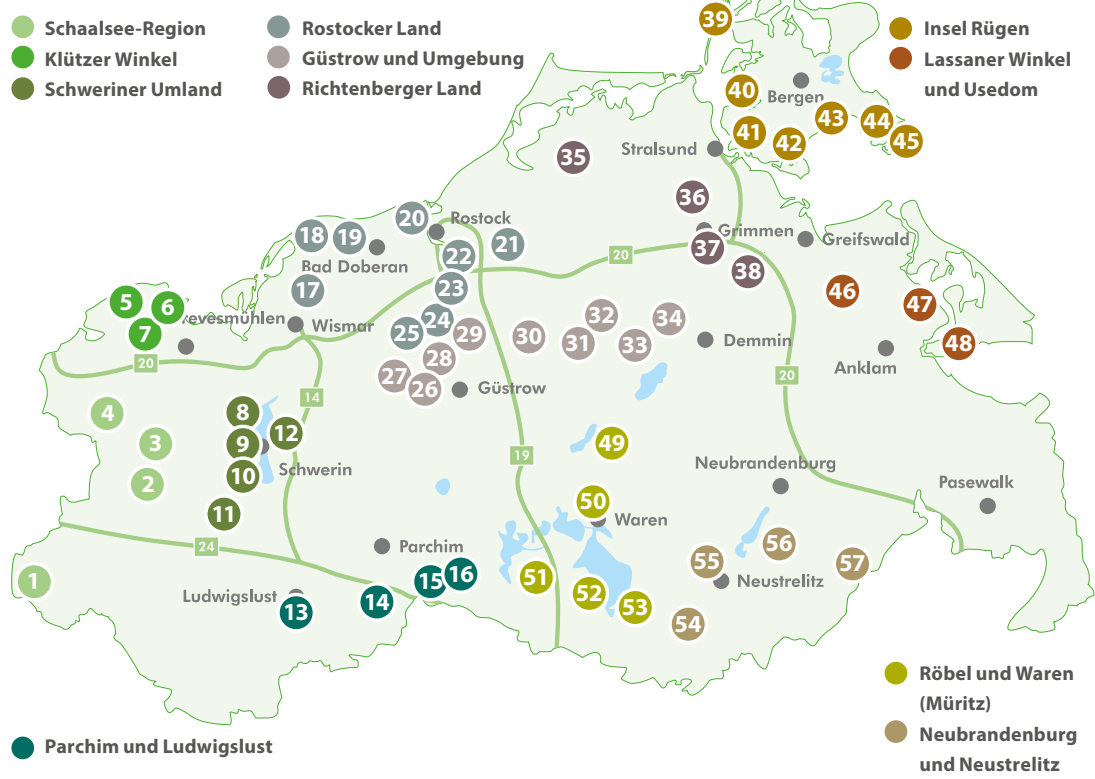 Schaalsee-Region
Klützer Winkel
Schweriner Umland
Rostocker Land
Güstrow und Umgebung
Richtenberger Land
Insel Rügen
Lassaner Winkel
und Usedom
39
40
Bergen
41
42
43
44
45
35
Stralsund
36
Grimmen
37
38
Greifswald
20
18
19
20
Rostock
21
Bad Doberan
22
17
23
46
47
48
5
6
7
revesmühlen
Wismar
24
25
29
30
31
32
33
34
Demmin
Anklam
20
28
27
26
Güstrow
14
20
4
3
2
8
9
10
11
12
Schwerin
19
49
50
Waren
Neubrandenburg
Pasewalk
24
Parchim
1
Ludwigslust
13
14
15
16
51
52
53
54
55
56
57
Neustrelitz
Röbel und Waren
(Müritz)
Neubrandenburg
und Neustrelitz
Parchim und Ludwigslust